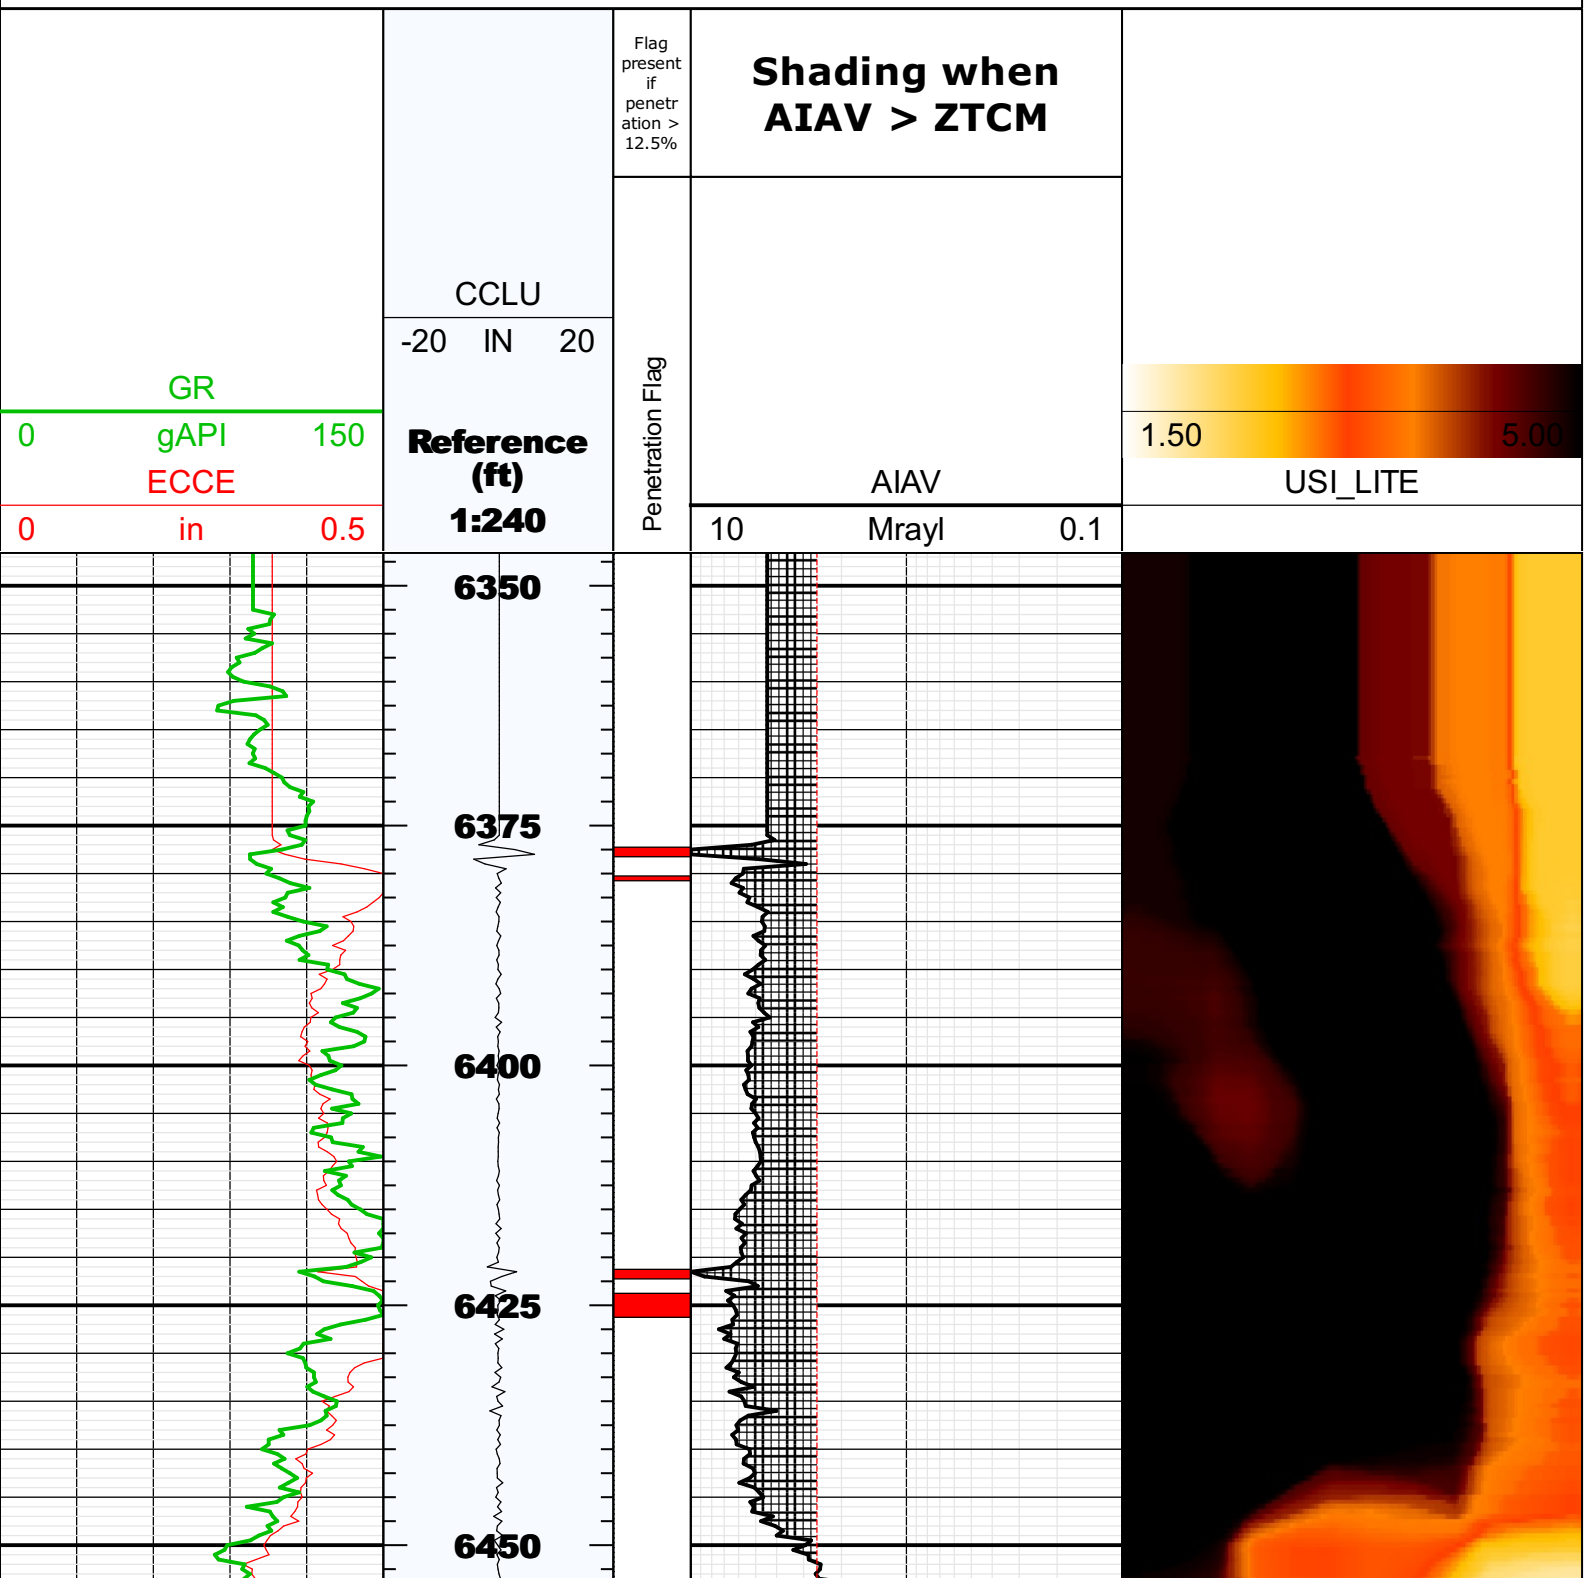 Flag
present
if
penetr
ation >
12.5%
Shading when
AIAV > ZTCM
CCLU
-20 IN 20
GR
0 gAPI 150
ECCE
0 in 0.5
Reference
(ft)
1:240
Penetration Flag
AIAV
10 Mrayl 0.1
1.50 5.00
USI_LITE
6350
6375
6400
6425
6450